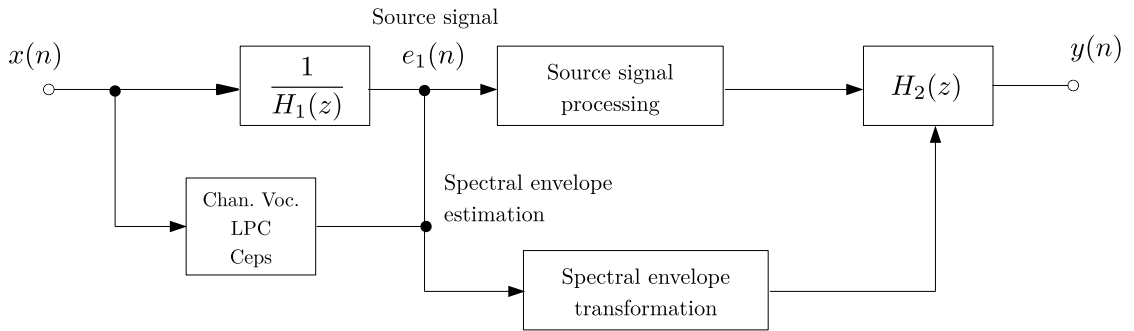 Source signal
x(n)
e₁(n)
y(n)
1
H₁(z)
Source signal
processing
H₂(z)
Chan. Voc.
LPC
Ceps
Spectral envelope
estimation
Spectral envelope
transformation